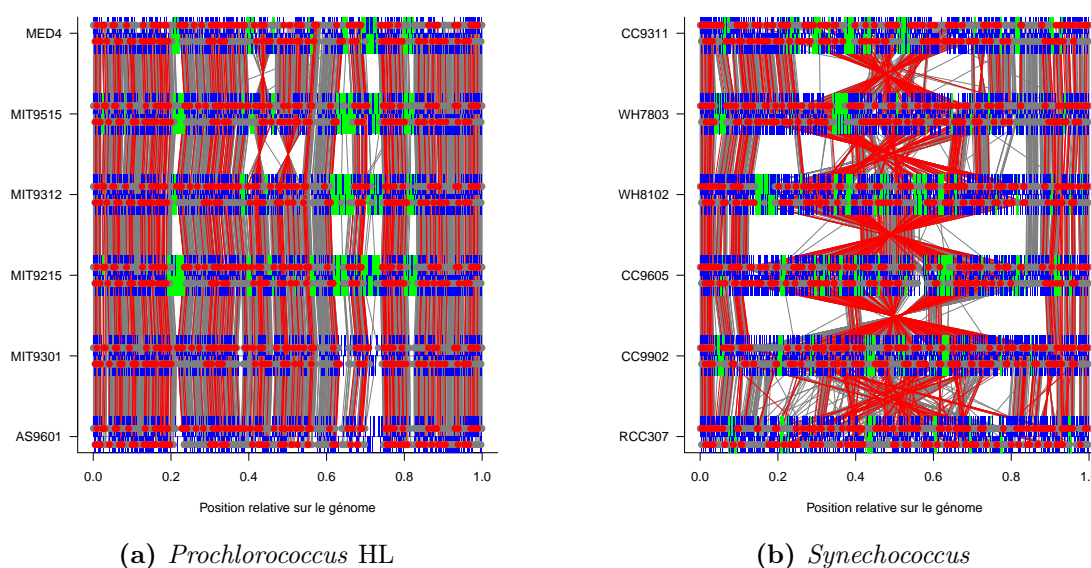 MED4
MIT9515
MIT9312
MIT9215
MIT9301
AS9601
0.0 0.2 0.4 0.6 0.8 1.0
Position relative sur le génome
(a) Prochlorococcus HL
CC9311
WH7803
WH8102
CC9605
CC9902
RCC307
0.0 0.2 0.4 0.6 0.8 1.
Position relative sur le génome
(b) Synechococcus